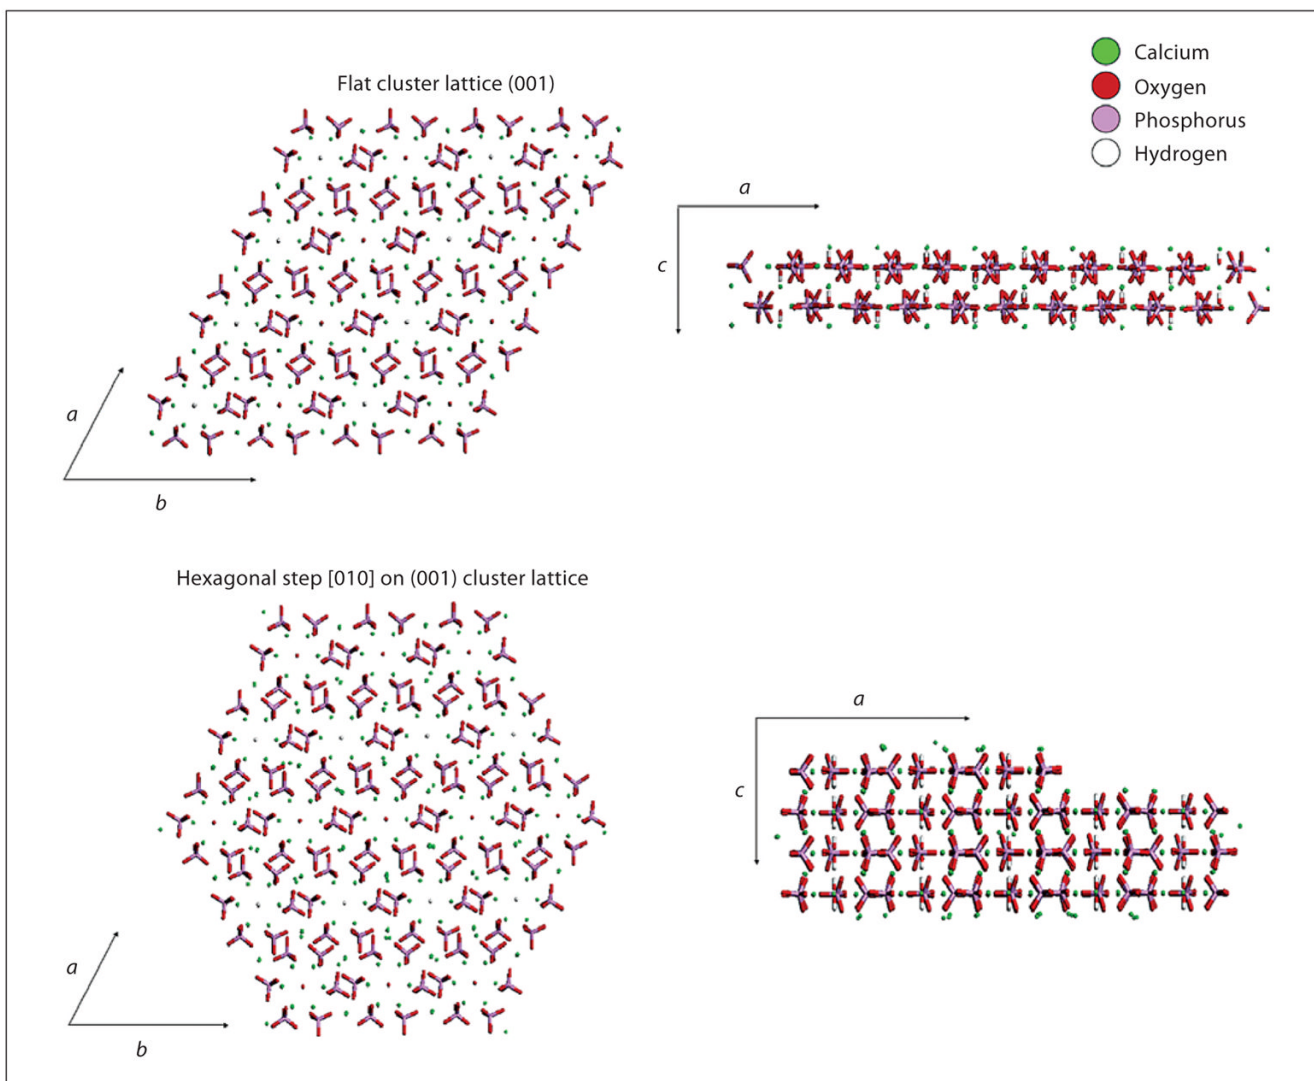 Flat cluster lattice (001)
Calcium
Oxygen
Phosphorus
Hydrogen
a
b
a
c
Hexagonal step [010] on (001) cluster lattice
a
b
a
c